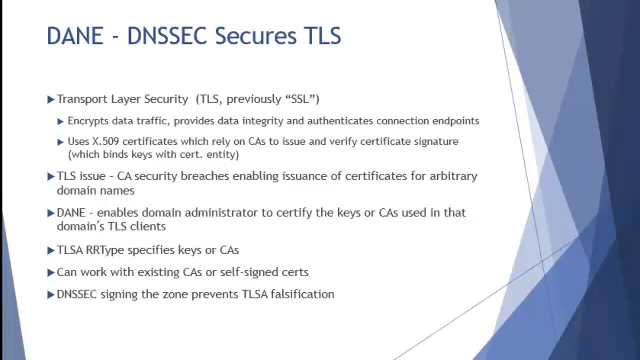 DANE - DNSSEC Secures TLS
Transport Layer Security (TLS, previously “SSL”)
Encrypts data traffic, provides data integrity and authenticates connection endpoints
Uses X.509 certificates which rely on CAs to issue and verify certificate signature
(which binds keys with cert. entity)
TLS issue – CA security breaches enabling issuance of certificates for arbitrary
domain names
DANE – enables domain administrator to certify the keys or CAs used in that
domain’s TLS clients
TLSA RRType specifies keys or CAs
Can work with existing CAs or self-signed certs
DNSSEC signing the zone prevents TLSA falsification